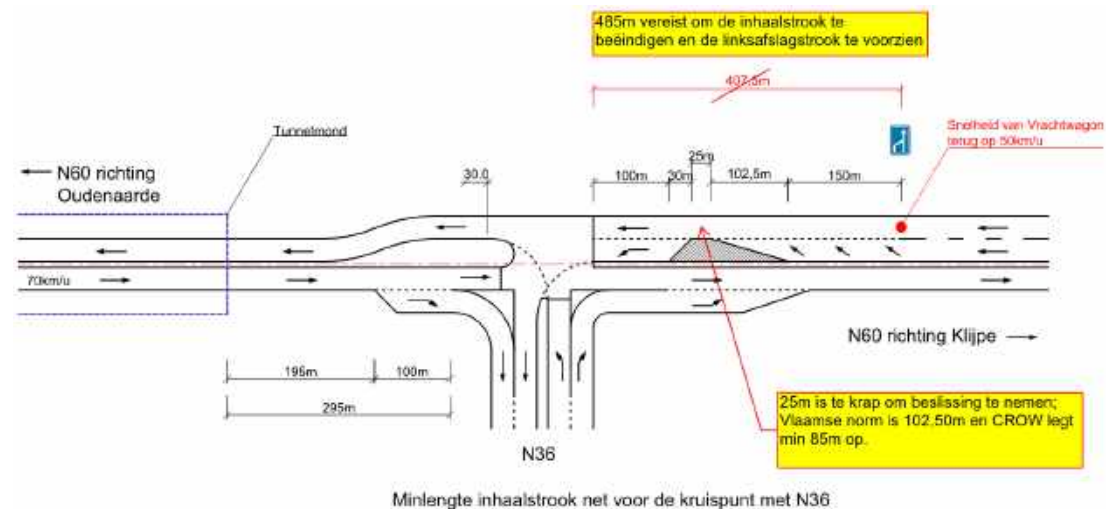 485m vereist om de inhaalstrook te
beëindigen en de linksafslagstrook te voorzien
407,5m
Tunnelmond
Snelheid van Vrachtwagon
terug op 50km/u
25m
N60 richting
Oudenaarde
30.0
100m
30m
102,5m
150m
70km/u
N60 richting Klijpe
195m
100m
295m
25m is te krap om beslissing te nemen;
Vlaamse norm is 102,50m en CROW legt
min 85m op.
N36
Minlengte inhaalstrook net voor de kruispunt met N36